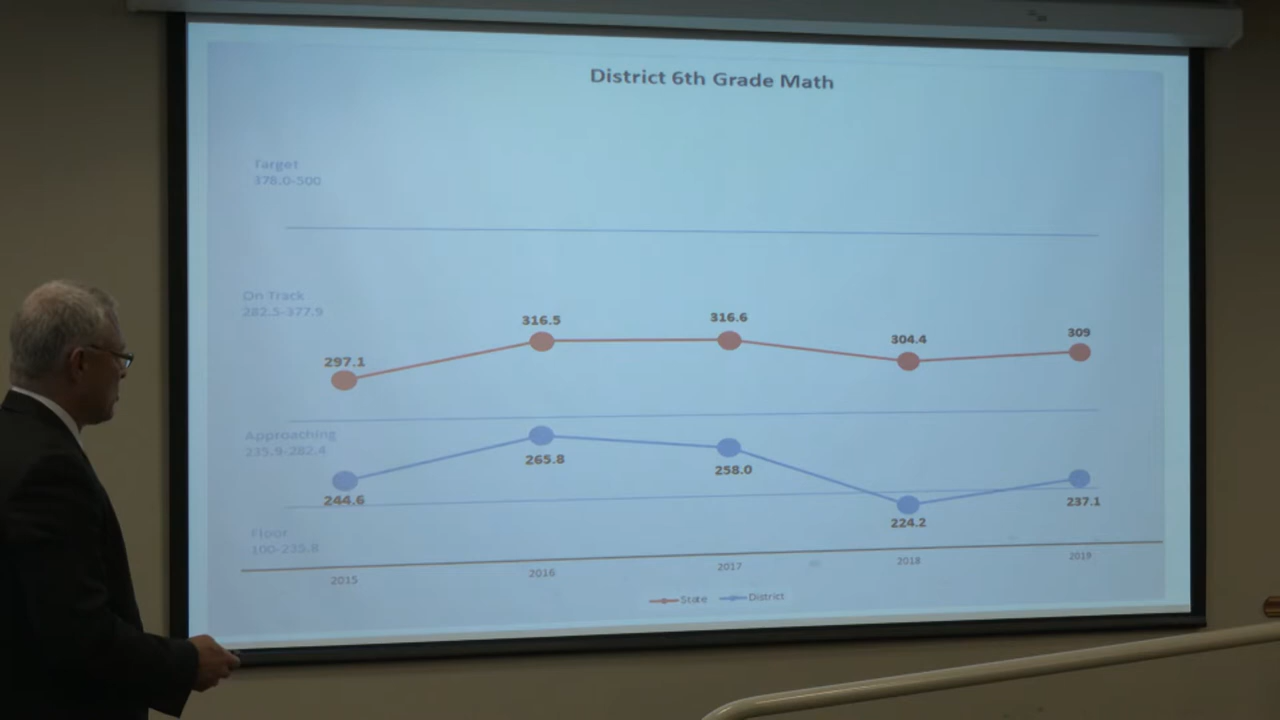 District 6th Grade Math
Target
378.0-500
On Track
282.5-377.9
297.1
316.5
316.6
304.4
309
Approaching
235.9-282.4
244.6
265.8
258.0
224.2
237.1
Floor
100-235.8
2015
2016
2017
2018
2019
State
District